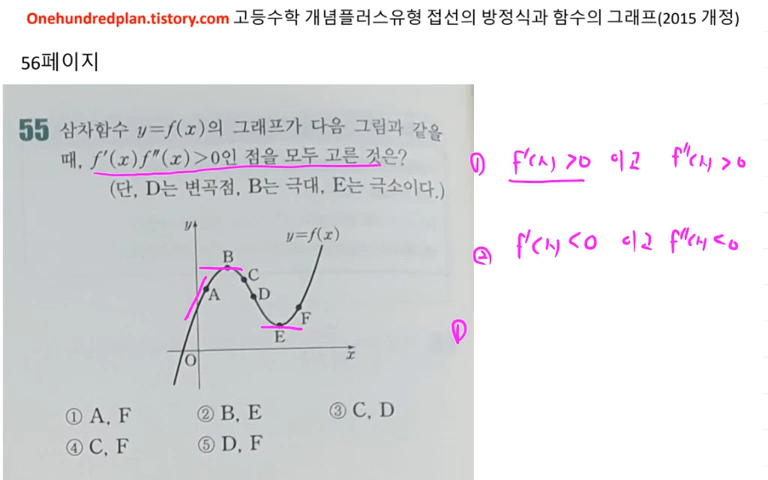 Onehundredplan.tistory.com 고등수학 개념플러스유형 접선의 방정식과 함수의 그래프(2015 개정)
56페이지
55 삼차함수 y=f(x)의 그래프가 다음 그림과 같을
때, f′(x)f″(x)>0인 점을 모두 고른 것은?
(단, D는 변곡점, B는 극대, E는 극소이다.)
① f'(x)>0 이고 f''(x)>0
② f'(x)<0 이고 f''(x)<0
y
y=f(x)
B
C
A
D
F
E
①
O
x
① A, F ② B, E ③ C, D
④ C, F ⑤ D, F